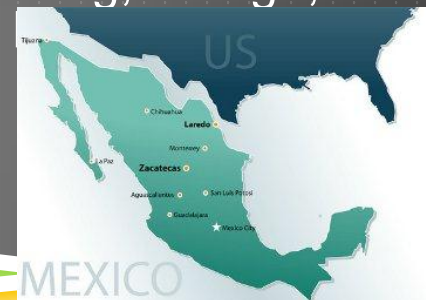 US
Tijuana
Chihuahua
Laredo
Monterrey
La Paz
Zacatecas
Aguascalientes
San Luis Potosi
Guadalajara
Mexico City
MEXICO